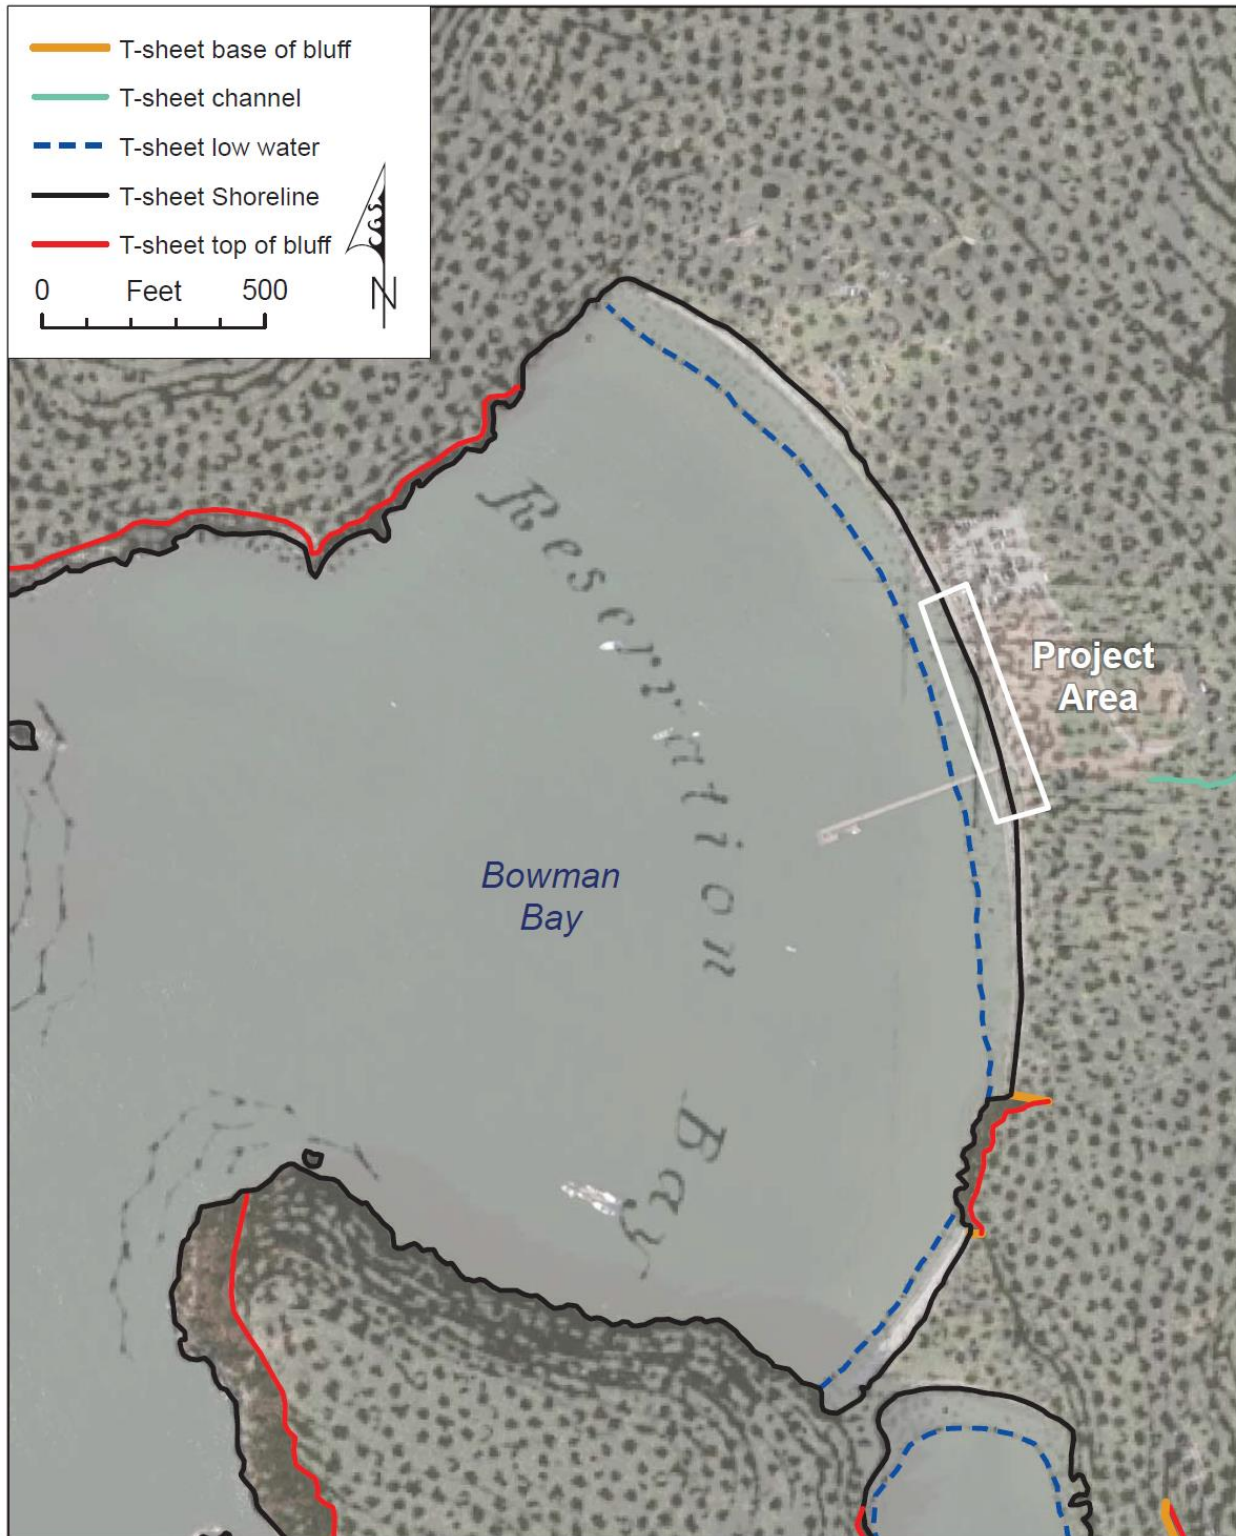 T-sheet base of bluff
T-sheet channel
T-sheet low water
T-sheet Shoreline
T-sheet top of bluff
0 Feet 500
N
Reservation
Project
Area
Bowman
Bay
Bay